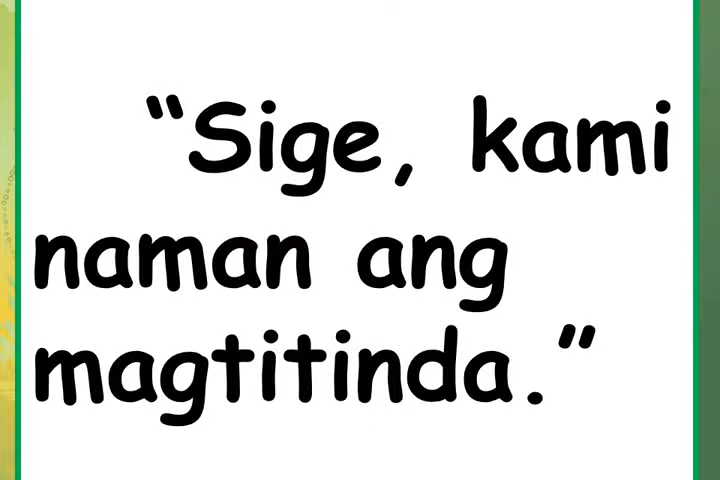 “Sige, kami
naman ang
magtitinda.”